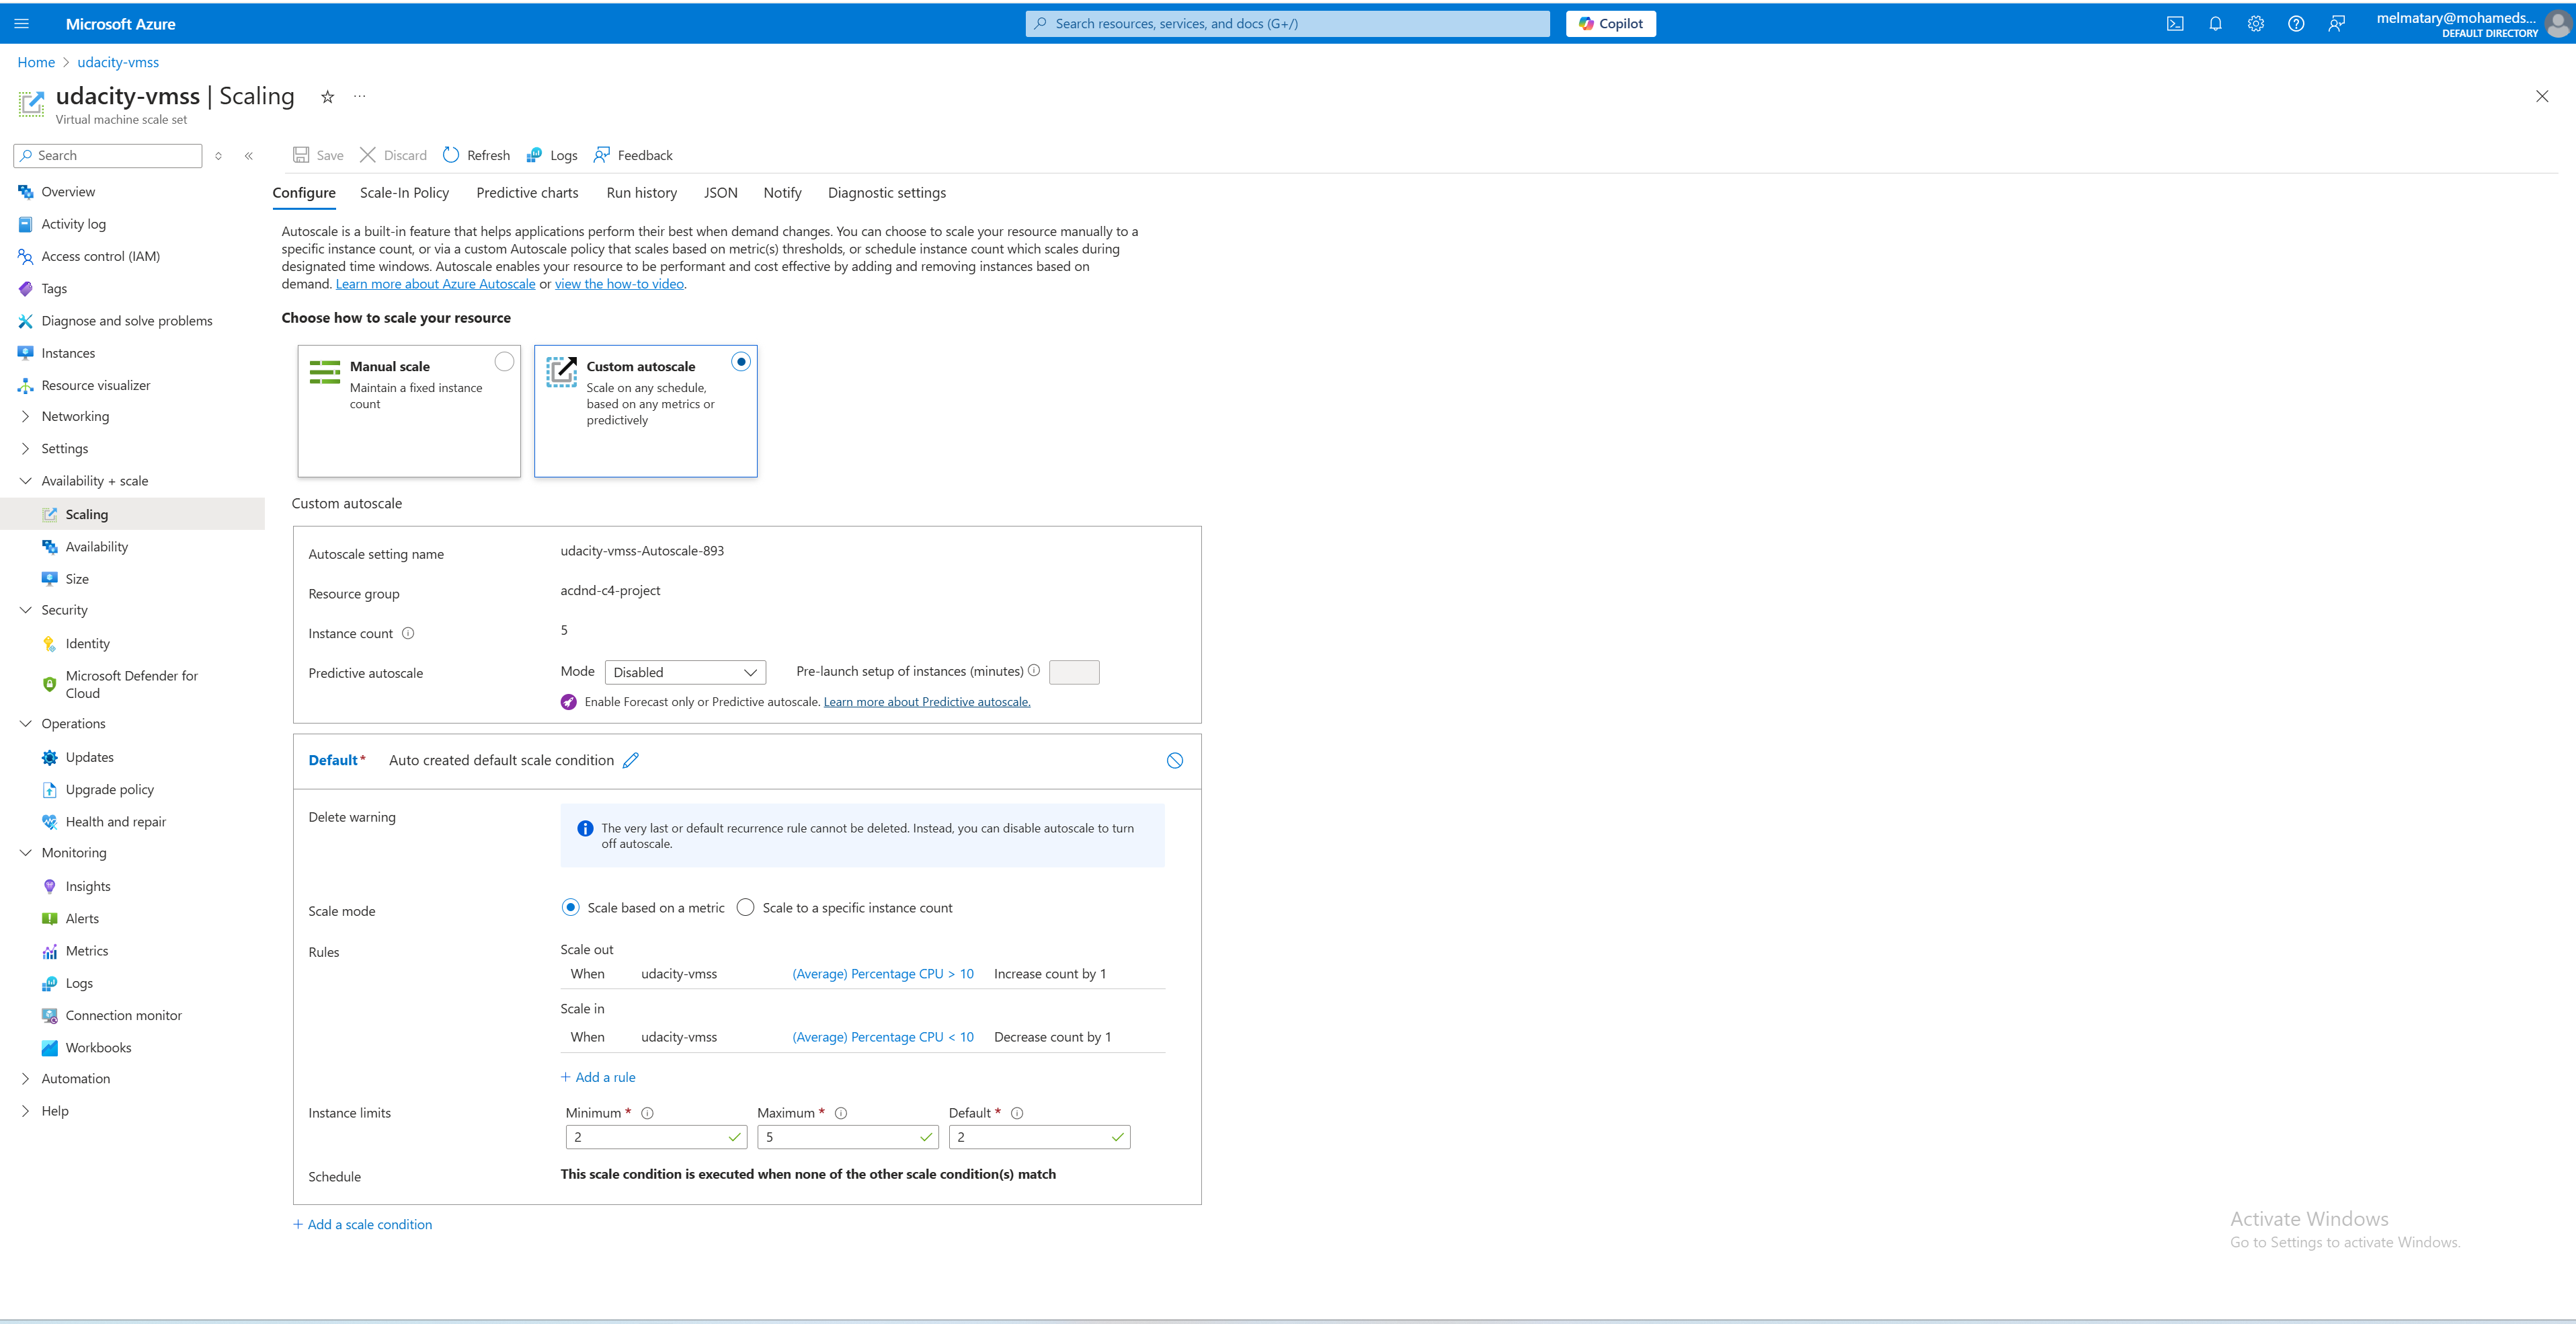 Microsoft Azure
Search resources, services, and docs (G+/)
Copilot
melmatary@mohameds...
DEFAULT DIRECTORY
Home > udacity-vmss
udacity-vmss | Scaling
Virtual machine scale set
Search
Save
Discard
Refresh
Logs
Feedback
Overview
Activity log
Access control (IAM)
Tags
Diagnose and solve problems
Instances
Resource visualizer
Networking
Settings
Availability + scale
Scaling
Availability
Size
Security
Identity
Microsoft Defender for
Cloud
Operations
Updates
Upgrade policy
Health and repair
Monitoring
Insights
Alerts
Metrics
Logs
Connection monitor
Workbooks
Automation
Help
Configure
Scale-In Policy
Predictive charts
Run history
JSON
Notify
Diagnostic settings
Autoscale is a built-in feature that helps applications perform their best when demand changes. You can choose to scale your resource manually to a
specific instance count, or via a custom Autoscale policy that scales based on metric(s) thresholds, or schedule instance count which scales during
designated time windows. Autoscale enables your resource to be performant and cost effective by adding and removing instances based on
demand. Learn more about Azure Autoscale or view the how-to video.
Choose how to scale your resource
Manual scale
Maintain a fixed instance
count
Custom autoscale
Scale on any schedule,
based on any metrics or
predictively
Custom autoscale
Autoscale setting name
udacity-vmss-Autoscale-893
Resource group
acdnd-c4-project
Instance count
5
Predictive autoscale
Mode
Disabled
Pre-launch setup of instances (minutes)
Enable Forecast only or Predictive autoscale. Learn more about Predictive autoscale.
Default*
Auto created default scale condition
Delete warning
The very last or default recurrence rule cannot be deleted. Instead, you can disable autoscale to turn
off autoscale.
Scale mode
Scale based on a metric
Scale to a specific instance count
Rules
Scale out
When udacity-vmss (Average) Percentage CPU > 10 Increase count by 1
Scale in
When udacity-vmss (Average) Percentage CPU < 10 Decrease count by 1
+ Add a rule
Instance limits
Minimum *
Maximum *
Default *
2
5
2
Schedule
This scale condition is executed when none of the other scale condition(s) match
+ Add a scale condition
Activate Windows
Go to Settings to activate Windows.